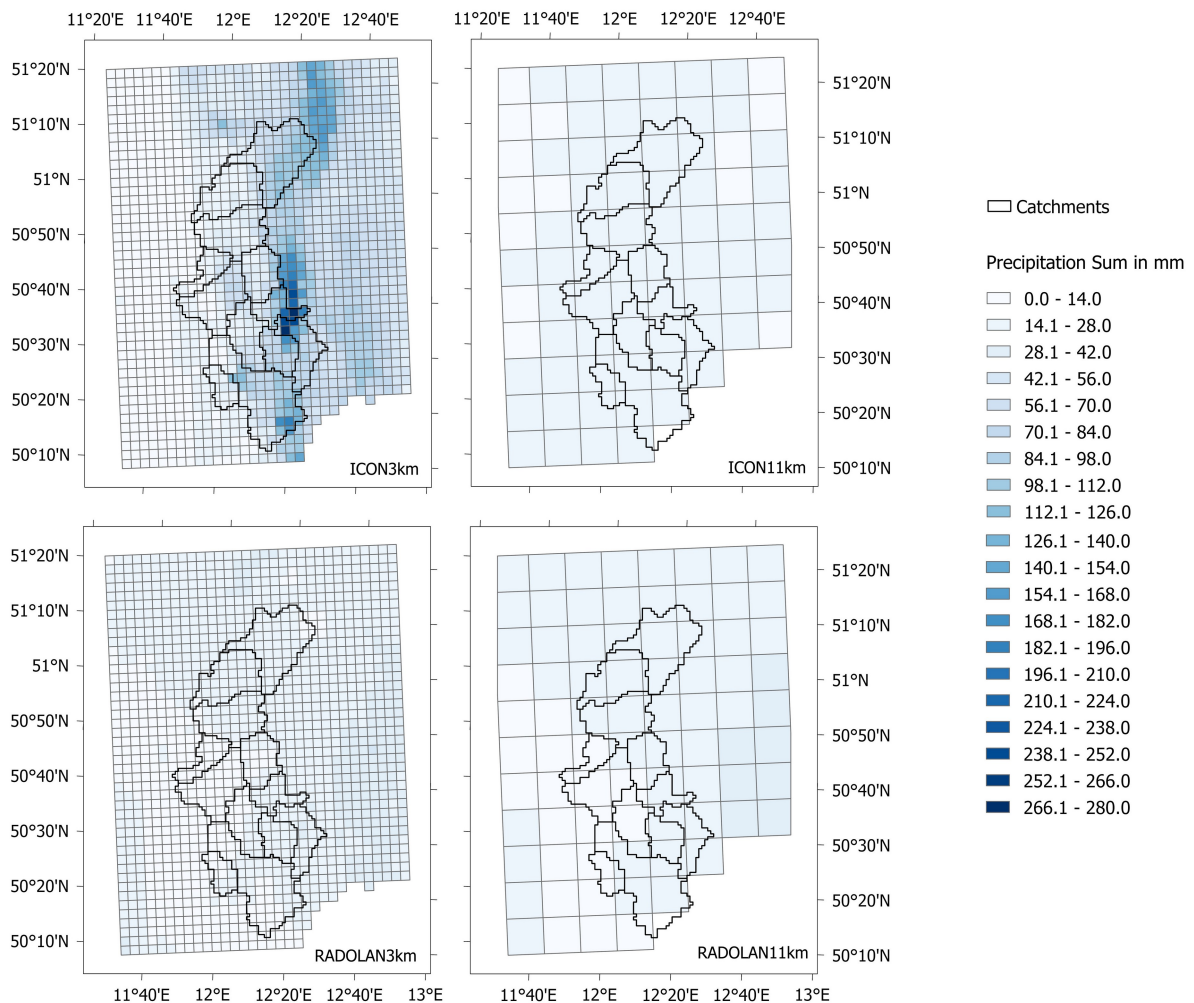 11°20'E 11°40'E 12°E 12°20'E 12°40'E
11°20'E 11°40'E 12°E 12°20'E 12°40'E
51°20'N
51°10'N
51°N
50°50'N
50°40'N
50°30'N
50°20'N
50°10'N
ICON3km
51°20'N
51°10'N
51°N
50°50'N
50°40'N
50°30'N
50°20'N
50°10'N
ICON11km
51°20'N
51°10'N
51°N
50°50'N
50°40'N
50°30'N
50°20'N
50°10'N
RADOLAN3km
11°40'E 12°E 12°20'E 12°40'E 13°E
51°20'N
51°10'N
51°N
50°50'N
50°40'N
50°30'N
50°20'N
50°10'N
RADOLAN11km
11°40'E 12°E 12°20'E 12°40'E 13°E
Catchments
Precipitation Sum in mm
0.0 - 14.0
14.1 - 28.0
28.1 - 42.0
42.1 - 56.0
56.1 - 70.0
70.1 - 84.0
84.1 - 98.0
98.1 - 112.0
112.1 - 126.0
126.1 - 140.0
140.1 - 154.0
154.1 - 168.0
168.1 - 182.0
182.1 - 196.0
196.1 - 210.0
210.1 - 224.0
224.1 - 238.0
238.1 - 252.0
252.1 - 266.0
266.1 - 280.0